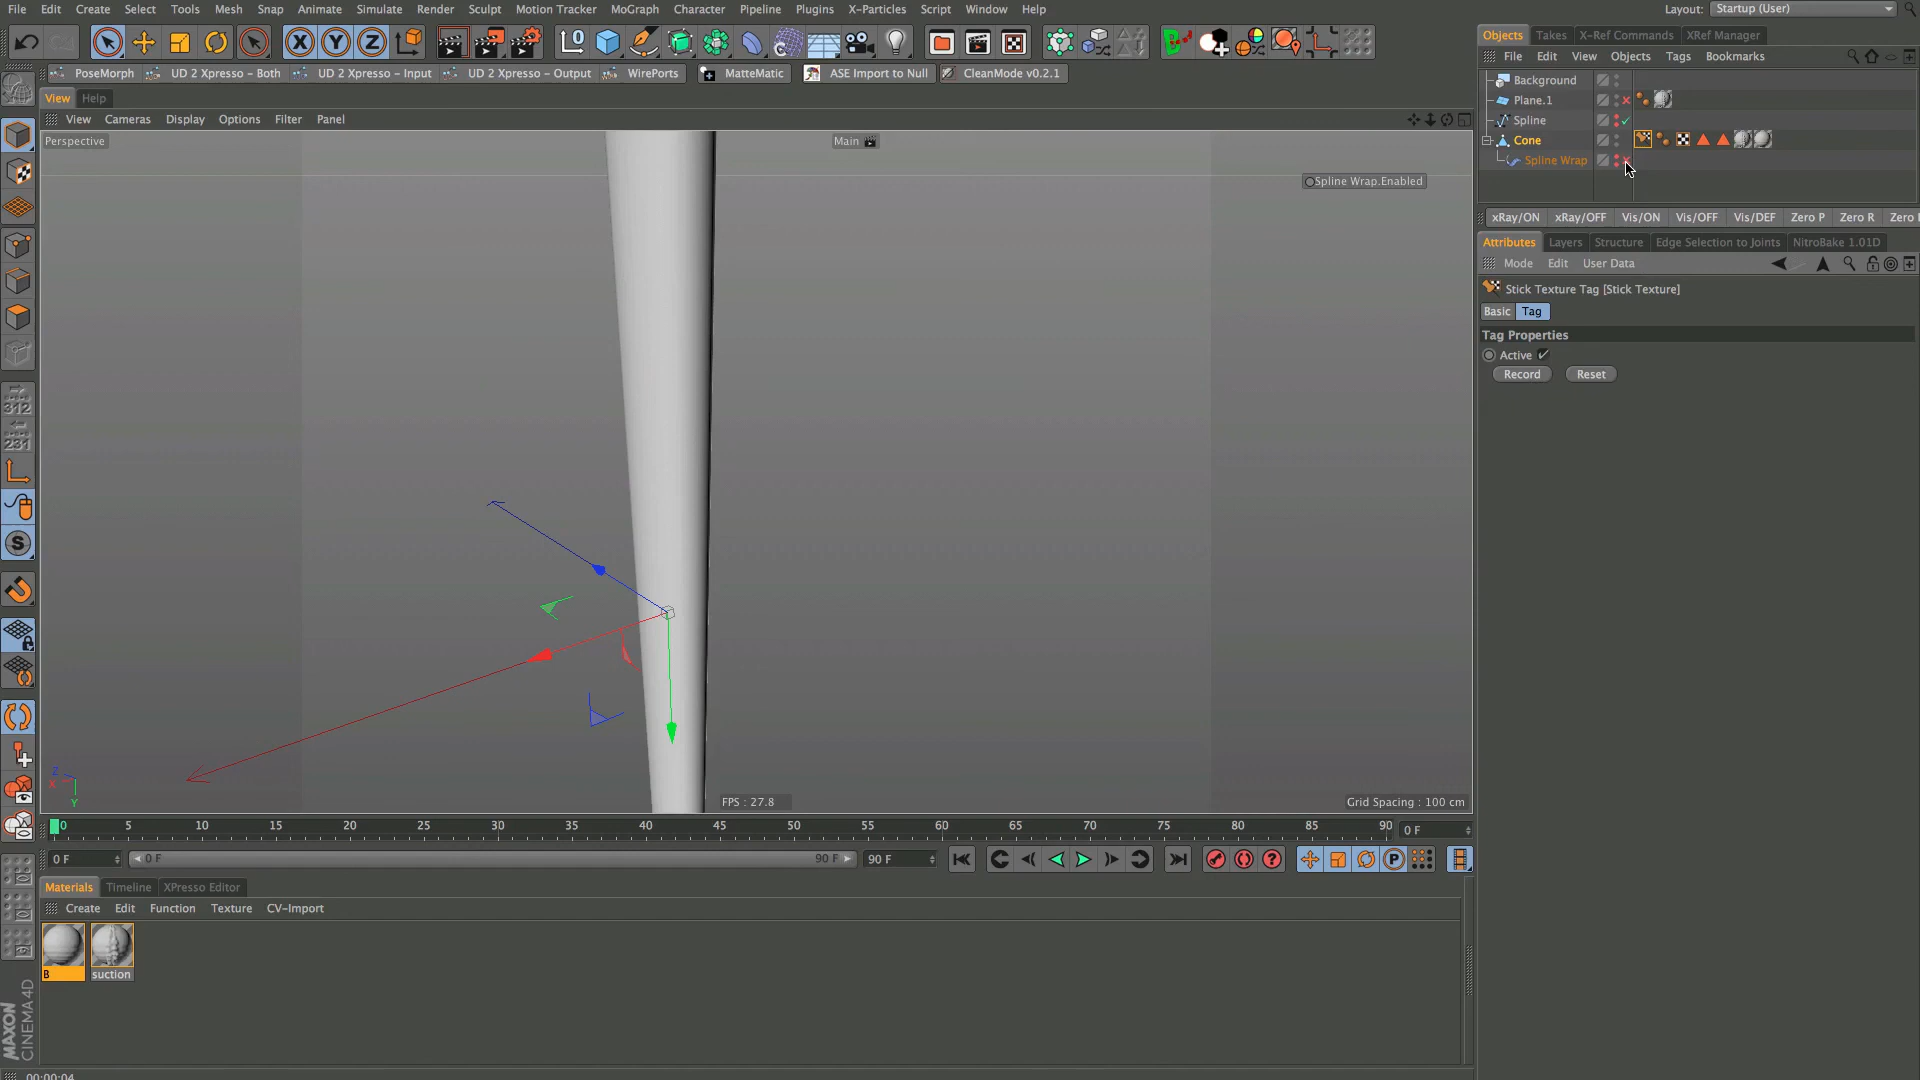 File Edit Create Select Tools Mesh Snap Animate Simulate Render Sculpt Motion Tracker MoGraph Character Pipeline Plugins X-Particles Script Window Help Layout: Startup (User)
PoseMorph UD 2 Xpresso - Both UD 2 Xpresso - Input UD 2 Xpresso - Output WirePorts MatteMatic ASE Import to Null CleanMode v0.2.1
View Help
View Cameras Display Options Filter Panel
Perspective Main
Spline Wrap.Enabled
FPS : 27.8 Grid Spacing : 100 cm
0 5 10 15 20 25 30 35 40 45 50 55 60 65 70 75 80 85 90 0 F
0 F 0 F 90 F 90 F
Materials Timeline XPresso Editor
Create Edit Function Texture CV-Import
B suction
MAXON CINEMA 4D
00:00:04
Objects Takes X-Ref Commands XRef Manager
File Edit View Objects Tags Bookmarks
Background
Plane.1
Spline
Cone
Spline Wrap
xRay/ON xRay/OFF Vis/ON Vis/OFF Vis/DEF Zero P Zero R Zero
Attributes Layers Structure Edge Selection to Joints NitroBake 1.01D
Mode Edit User Data
Stick Texture Tag [Stick Texture]
Basic Tag
Tag Properties
Active
Record Reset
X Y Z
0
312
231
S
P
Z X Y